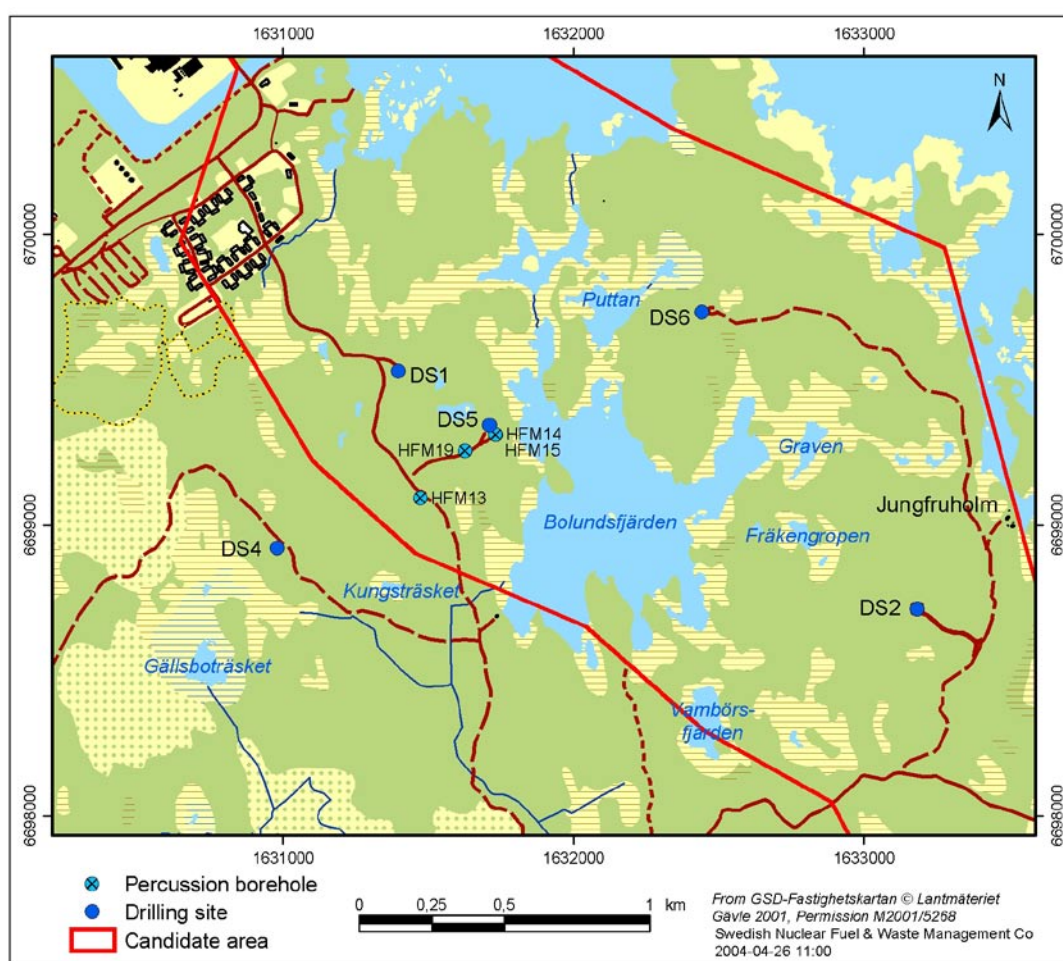 1631000
1632000
1633000
N
6700000
6700000
Puttan
DS6
DS1
DS5
HFM14
HFM19
HFM15
Graven
HFM13
Jungfruholm
6699000
6699000
Bolundsfjärden
Fräkengropen
DS4
Kungsträsket
DS2
Gällsboträsket
Vambörs-
fjärden
6698000
6698000
1631000
1632000
1633000
Percussion borehole
Drilling site
Candidate area
0 0,25 0,5 1 km
From GSD-Fastighetskartan © Lantmäteriet
Gävle 2001, Permission M2001/5268
Swedish Nuclear Fuel & Waste Management Co
2004-04-26 11:00